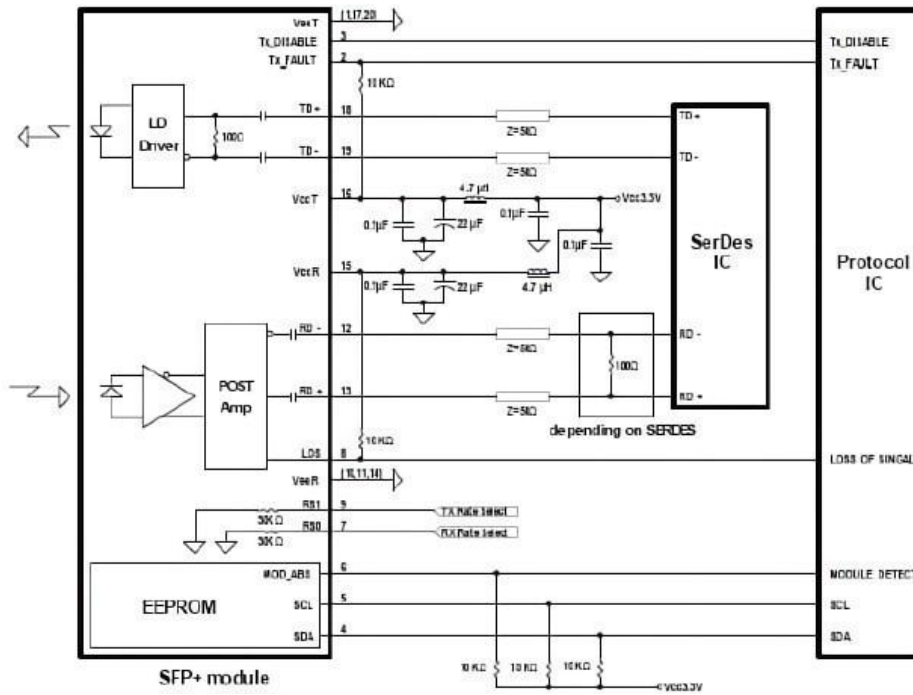 VeeT
(1,17,20)
Tx_DISABLE
3
Tx_DISABLE
Tx_FAULT
2
Tx_FAULT
10 KΩ
LD
Driver
100Ω
TD+
18
Z=50Ω
TD+
TD-
19
Z=50Ω
TD-
VccT
16
4.7 μH
Vcc3.3V
0.1μF
22 μF
0.1μF
0.1μF
SerDes
IC
Protocol
IC
VccR
15
0.1μF
22 μF
4.7 μH
RD -
12
Z=50Ω
RD -
100Ω
POST
Amp
RD +
13
Z=50Ω
RD +
depending on SERDES
10 KΩ
LOS
8
LOSS OF SINGAL
VeeR
(10,11,14)
RS1
9
TX Rate Select
30KΩ
RS0
7
RX Rate Select
30KΩ
MOD_ABS
6
MODULE DETECT
EEPROM
SCL
5
SCL
SDA
4
SDA
10 KΩ
10 KΩ
10 KΩ
Vcc3.3V
SFP+ module